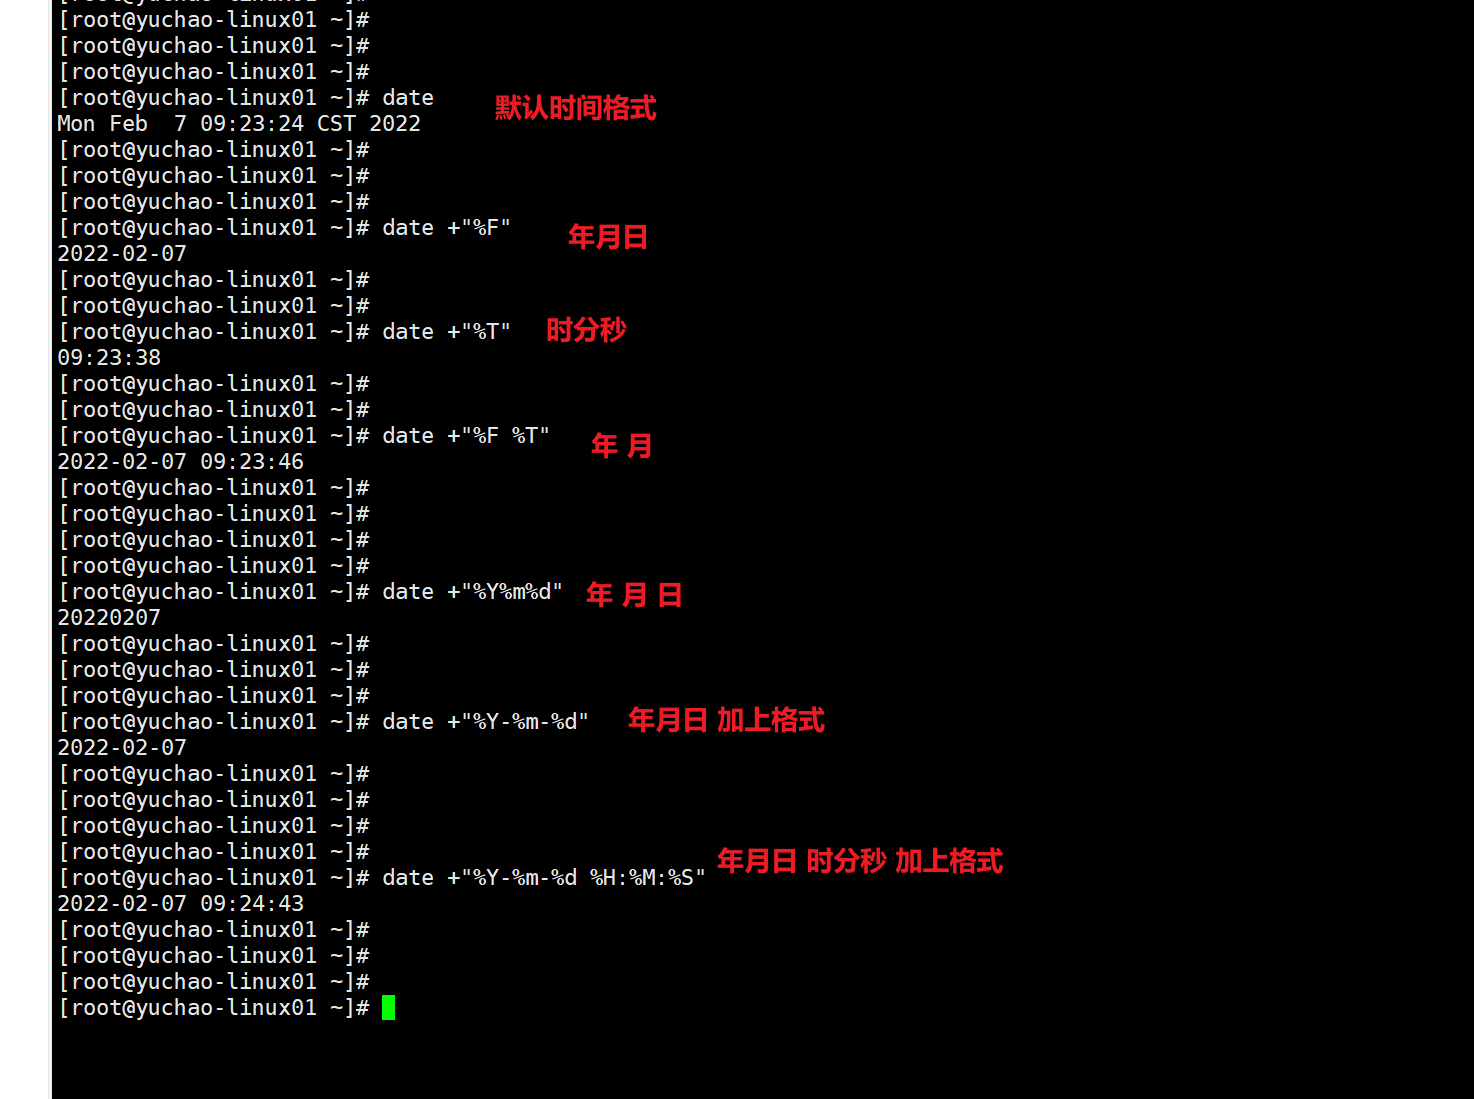 [root@yuchao-linux01 ~]#
[root@yuchao-linux01 ~]#
[root@yuchao-linux01 ~]#
[root@yuchao-linux01 ~]# date 默认时间格式
Mon Feb  7 09:23:24 CST 2022
[root@yuchao-linux01 ~]#
[root@yuchao-linux01 ~]#
[root@yuchao-linux01 ~]#
[root@yuchao-linux01 ~]# date +"%F" 年月日
2022-02-07
[root@yuchao-linux01 ~]#
[root@yuchao-linux01 ~]#
[root@yuchao-linux01 ~]# date +"%T" 时分秒
09:23:38
[root@yuchao-linux01 ~]#
[root@yuchao-linux01 ~]#
[root@yuchao-linux01 ~]# date +"%F %T" 年 月
2022-02-07 09:23:46
[root@yuchao-linux01 ~]#
[root@yuchao-linux01 ~]#
[root@yuchao-linux01 ~]#
[root@yuchao-linux01 ~]#
[root@yuchao-linux01 ~]# date +"%Y%m%d" 年 月 日
20220207
[root@yuchao-linux01 ~]#
[root@yuchao-linux01 ~]#
[root@yuchao-linux01 ~]#
[root@yuchao-linux01 ~]# date +"%Y-%m-%d" 年月日 加上格式
2022-02-07
[root@yuchao-linux01 ~]#
[root@yuchao-linux01 ~]#
[root@yuchao-linux01 ~]#
[root@yuchao-linux01 ~]#
[root@yuchao-linux01 ~]# date +"%Y-%m-%d %H:%M:%S" 年月日 时分秒 加上格式
2022-02-07 09:24:43
[root@yuchao-linux01 ~]#
[root@yuchao-linux01 ~]#
[root@yuchao-linux01 ~]#
[root@yuchao-linux01 ~]#